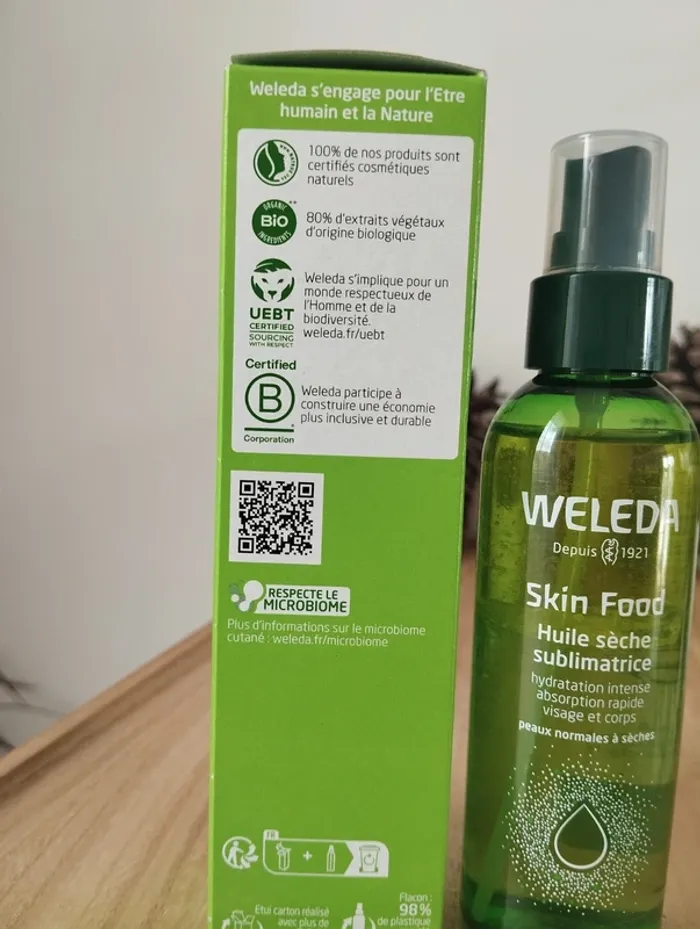 Weleda s'engage pour l'Etre
humain et la Nature
100% de nos produits sont
certifiés cosmétiques
naturels
ORGANIC
BIO
INGREDIENTS
**
80% d'extraits végétaux
d'origine biologique
UEBT
CERTIFIED
SOURCING
WITH RESPECT
Weleda s'implique pour un
monde respectueux de
l'Homme et de la
biodiversité.
weleda.fr/uebt
Certified
B
Corporation
Weleda participe à
construire une économie
plus inclusive et durable
RESPECTE LE
MICROBIOME
Plus d'informations sur le microbiome
cutané : weleda.fr/microbiome
FR
+
Etui carton réalisé
avec plus de
Flacon :
98%
de plastique
WELEDA
Depuis 1921
Skin Food
Huile sèche
sublimatrice
hydratation intense
absorption rapide
visage et corps
peaux normales à sèches